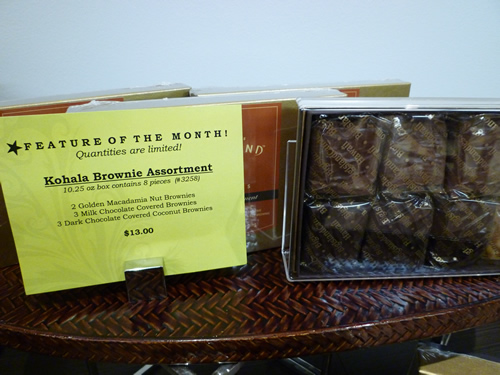 ★FEATURE OF THE MONTH!
Quantities are limited!
Kohala Brownie Assortment
10.25 oz box contains 8 pieces (#3258)
2 Golden Macadamia Nut Brownies
3 Milk Chocolate Covered Brownies
3 Dark Chocolate Covered Coconut Brownies
$13.00